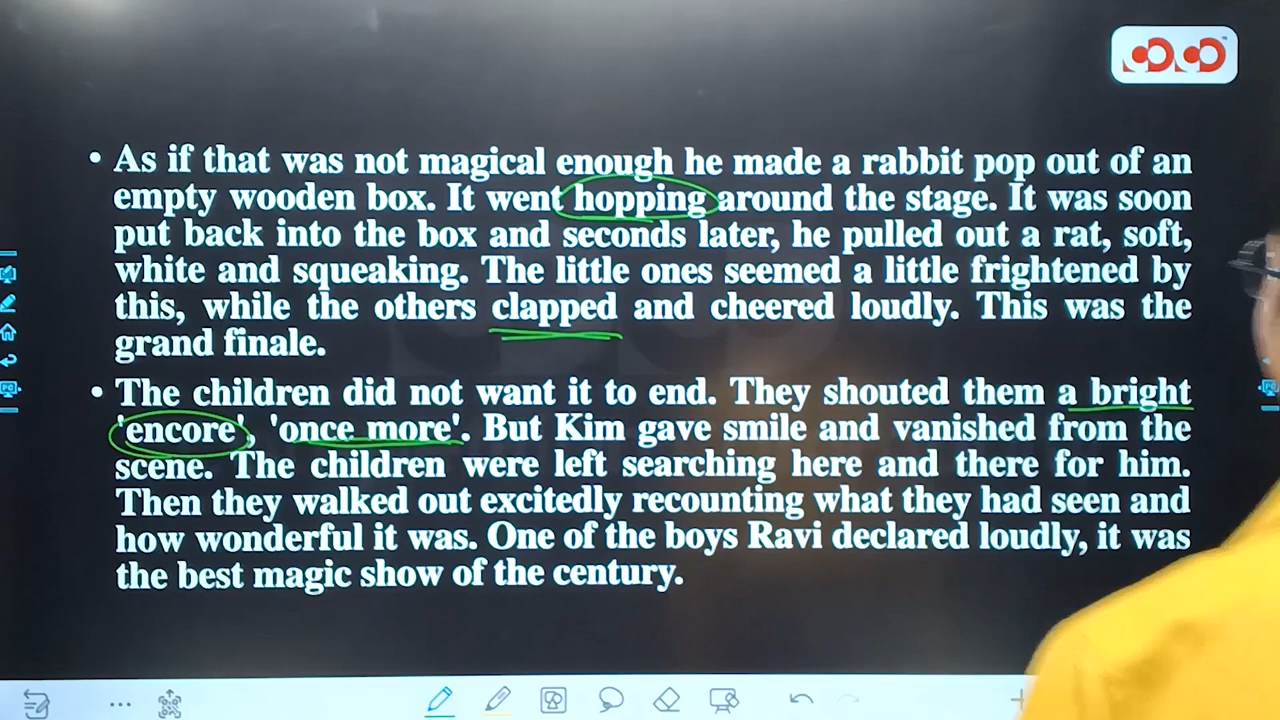 • As if that was not magical enough he made a rabbit pop out of an
empty wooden box. It went hopping around the stage. It was soon
put back into the box and seconds later, he pulled out a rat, soft,
white and squeaking. The little ones seemed a little frightened by
this, while the others clapped and cheered loudly. This was the
grand finale.
• The children did not want it to end. They shouted them a bright
'encore', 'once more'. But Kim gave smile and vanished from the
scene. The children were left searching here and there for him.
Then they walked out excitedly recounting what they had seen and
how wonderful it was. One of the boys Ravi declared loudly, it was
the best magic show of the century.